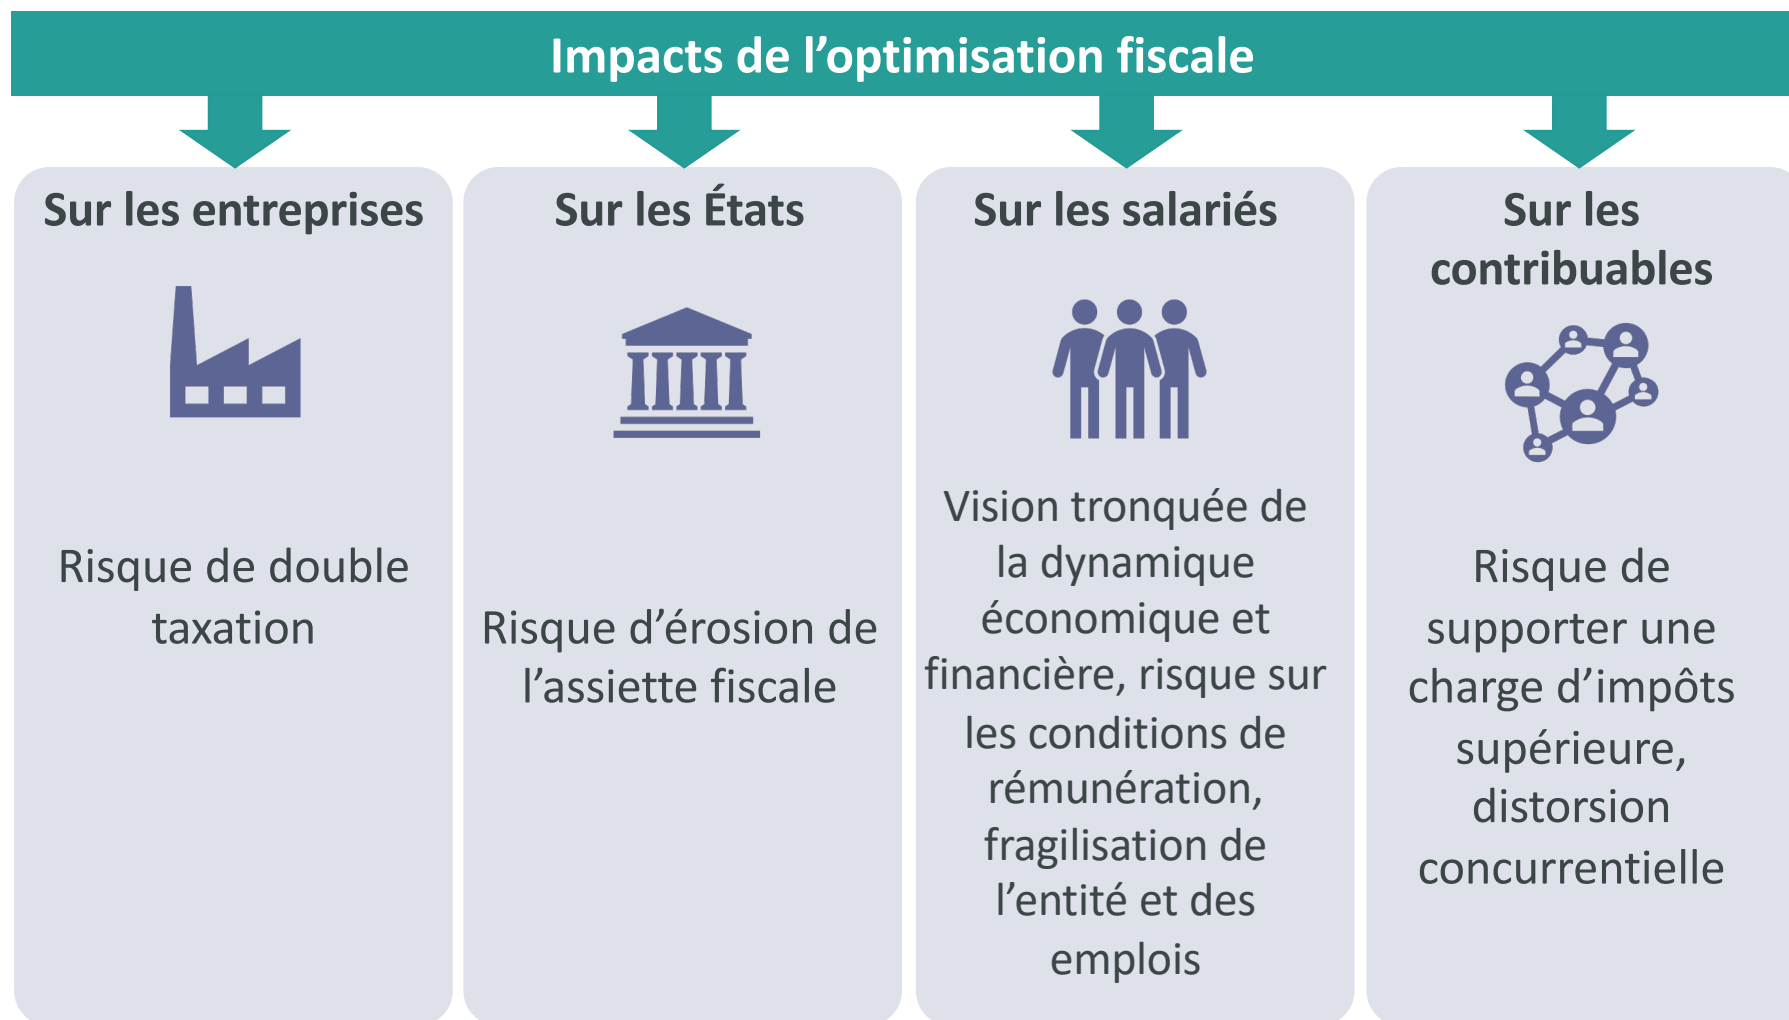 Impacts de l’optimisation fiscale
Sur les entreprises
Risque de double
taxation
Sur les États
Risque d’érosion de
l’assiette fiscale
Sur les salariés
Vision tronquée de
la dynamique
économique et
financière, risque sur
les conditions de
rémunération,
fragilisation de
l’entité et des
emplois
Sur les
contribuables
Risque de
supporter une
charge d’impôts
supérieure,
distorsion
concurrentielle